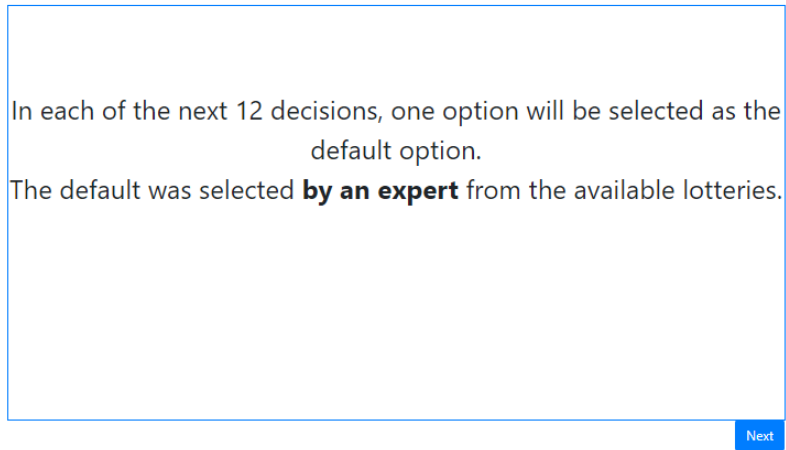 In each of the next 12 decisions, one option will be selected as the
default option.
The default was selected by an expert from the available lotteries.
Next